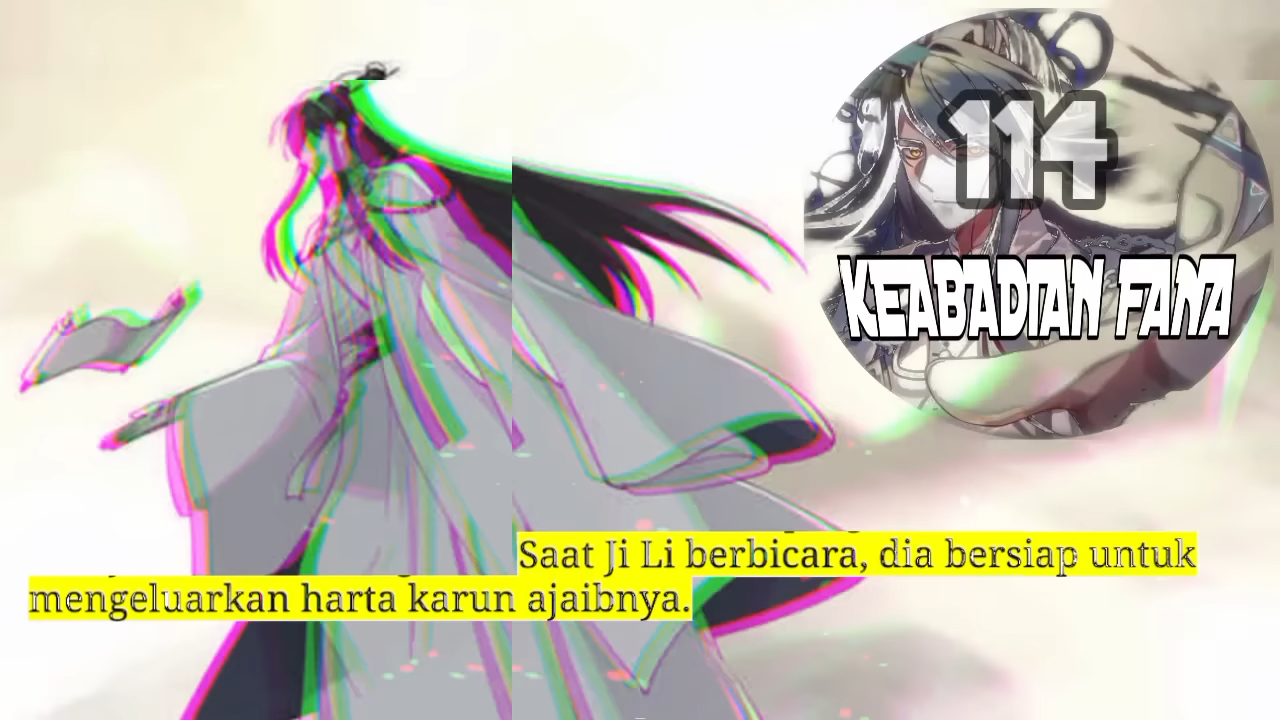 114
KEABADIAN FANA
Saat Ji Li berbicara, dia bersiap untuk
mengeluarkan harta karun ajaibnya.